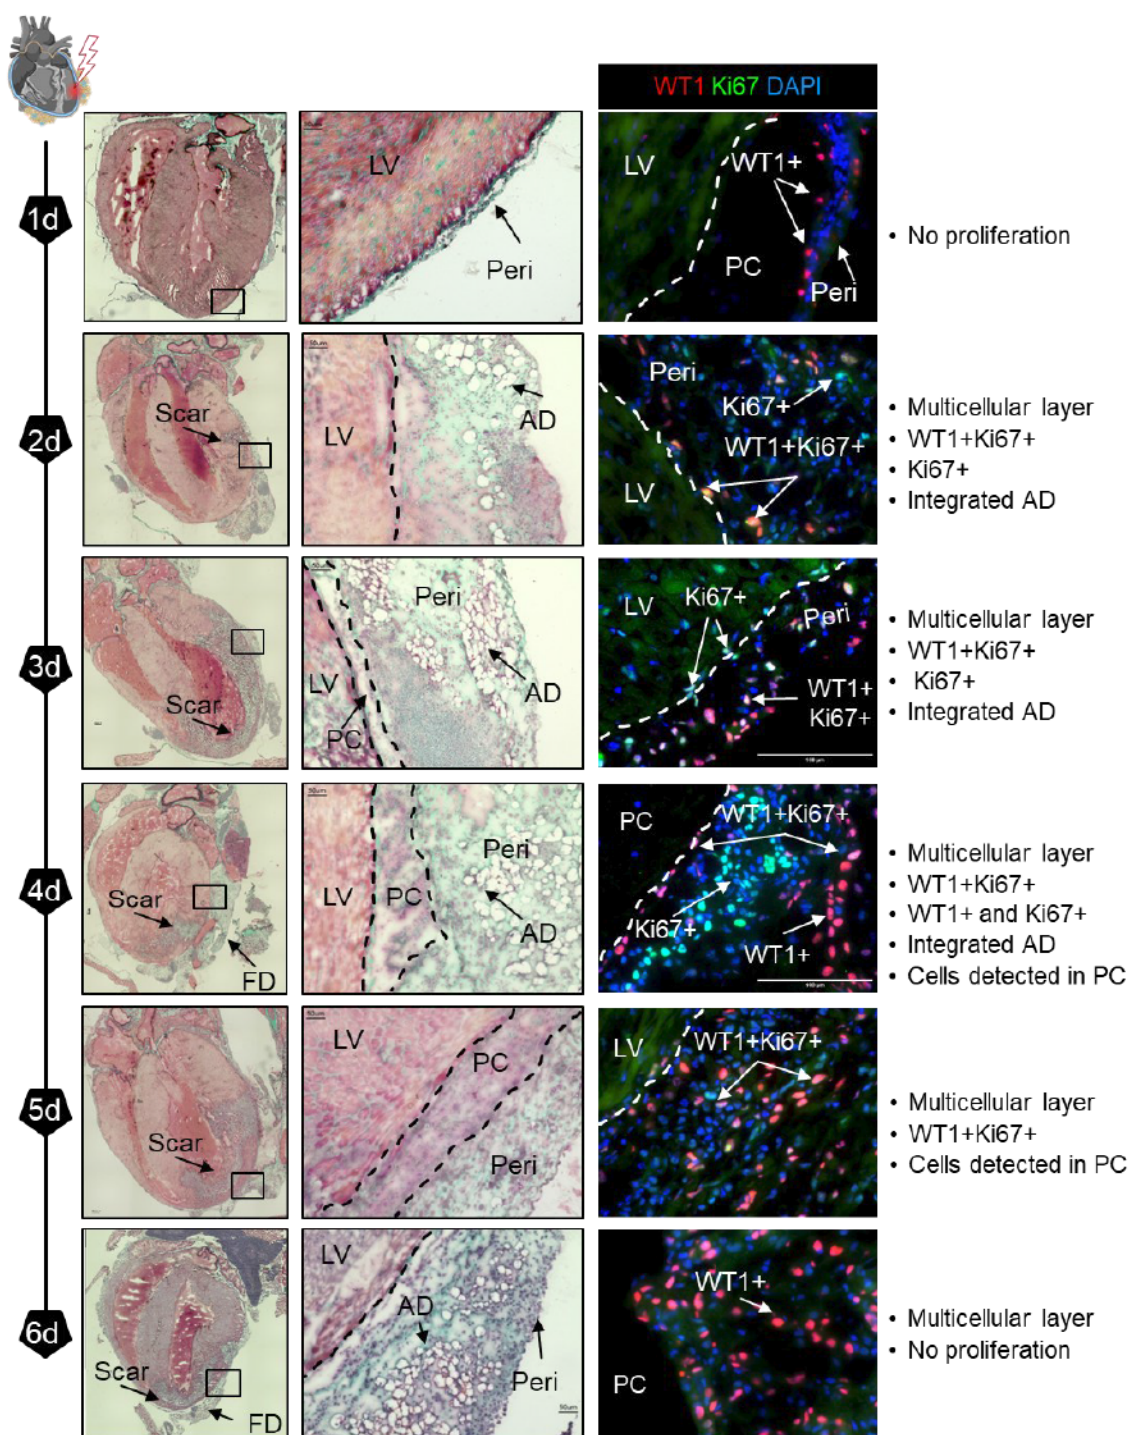 WT1 Ki67 DAPI
1d
LV
Peri
LV
WT1+
PC
Peri
• No proliferation
2d
Scar
50μm
LV
AD
Peri
Ki67+
WT1+Ki67+
LV
• Multicellular layer
• WT1+Ki67+
• Ki67+
• Integrated AD
3d
Scar
Peri
LV
AD
PC
LV
Ki67+
Peri
WT1+
Ki67+
• Multicellular layer
• WT1+Ki67+
• Ki67+
• Integrated AD
4d
Scar
FD
50μm
Peri
LV
PC
AD
PC
WT1+Ki67+
Ki67+
WT1+
• Multicellular layer
• WT1+Ki67+
• WT1+ and Ki67+
• Integrated AD
• Cells detected in PC
5d
Scar
50μm
LV
PC
Peri
LV
WT1+Ki67+
• Multicellular layer
• WT1+Ki67+
• Cells detected in PC
6d
Scar
FD
LV
AD
Peri
50μm
WT1+
PC
• Multicellular layer
• No proliferation